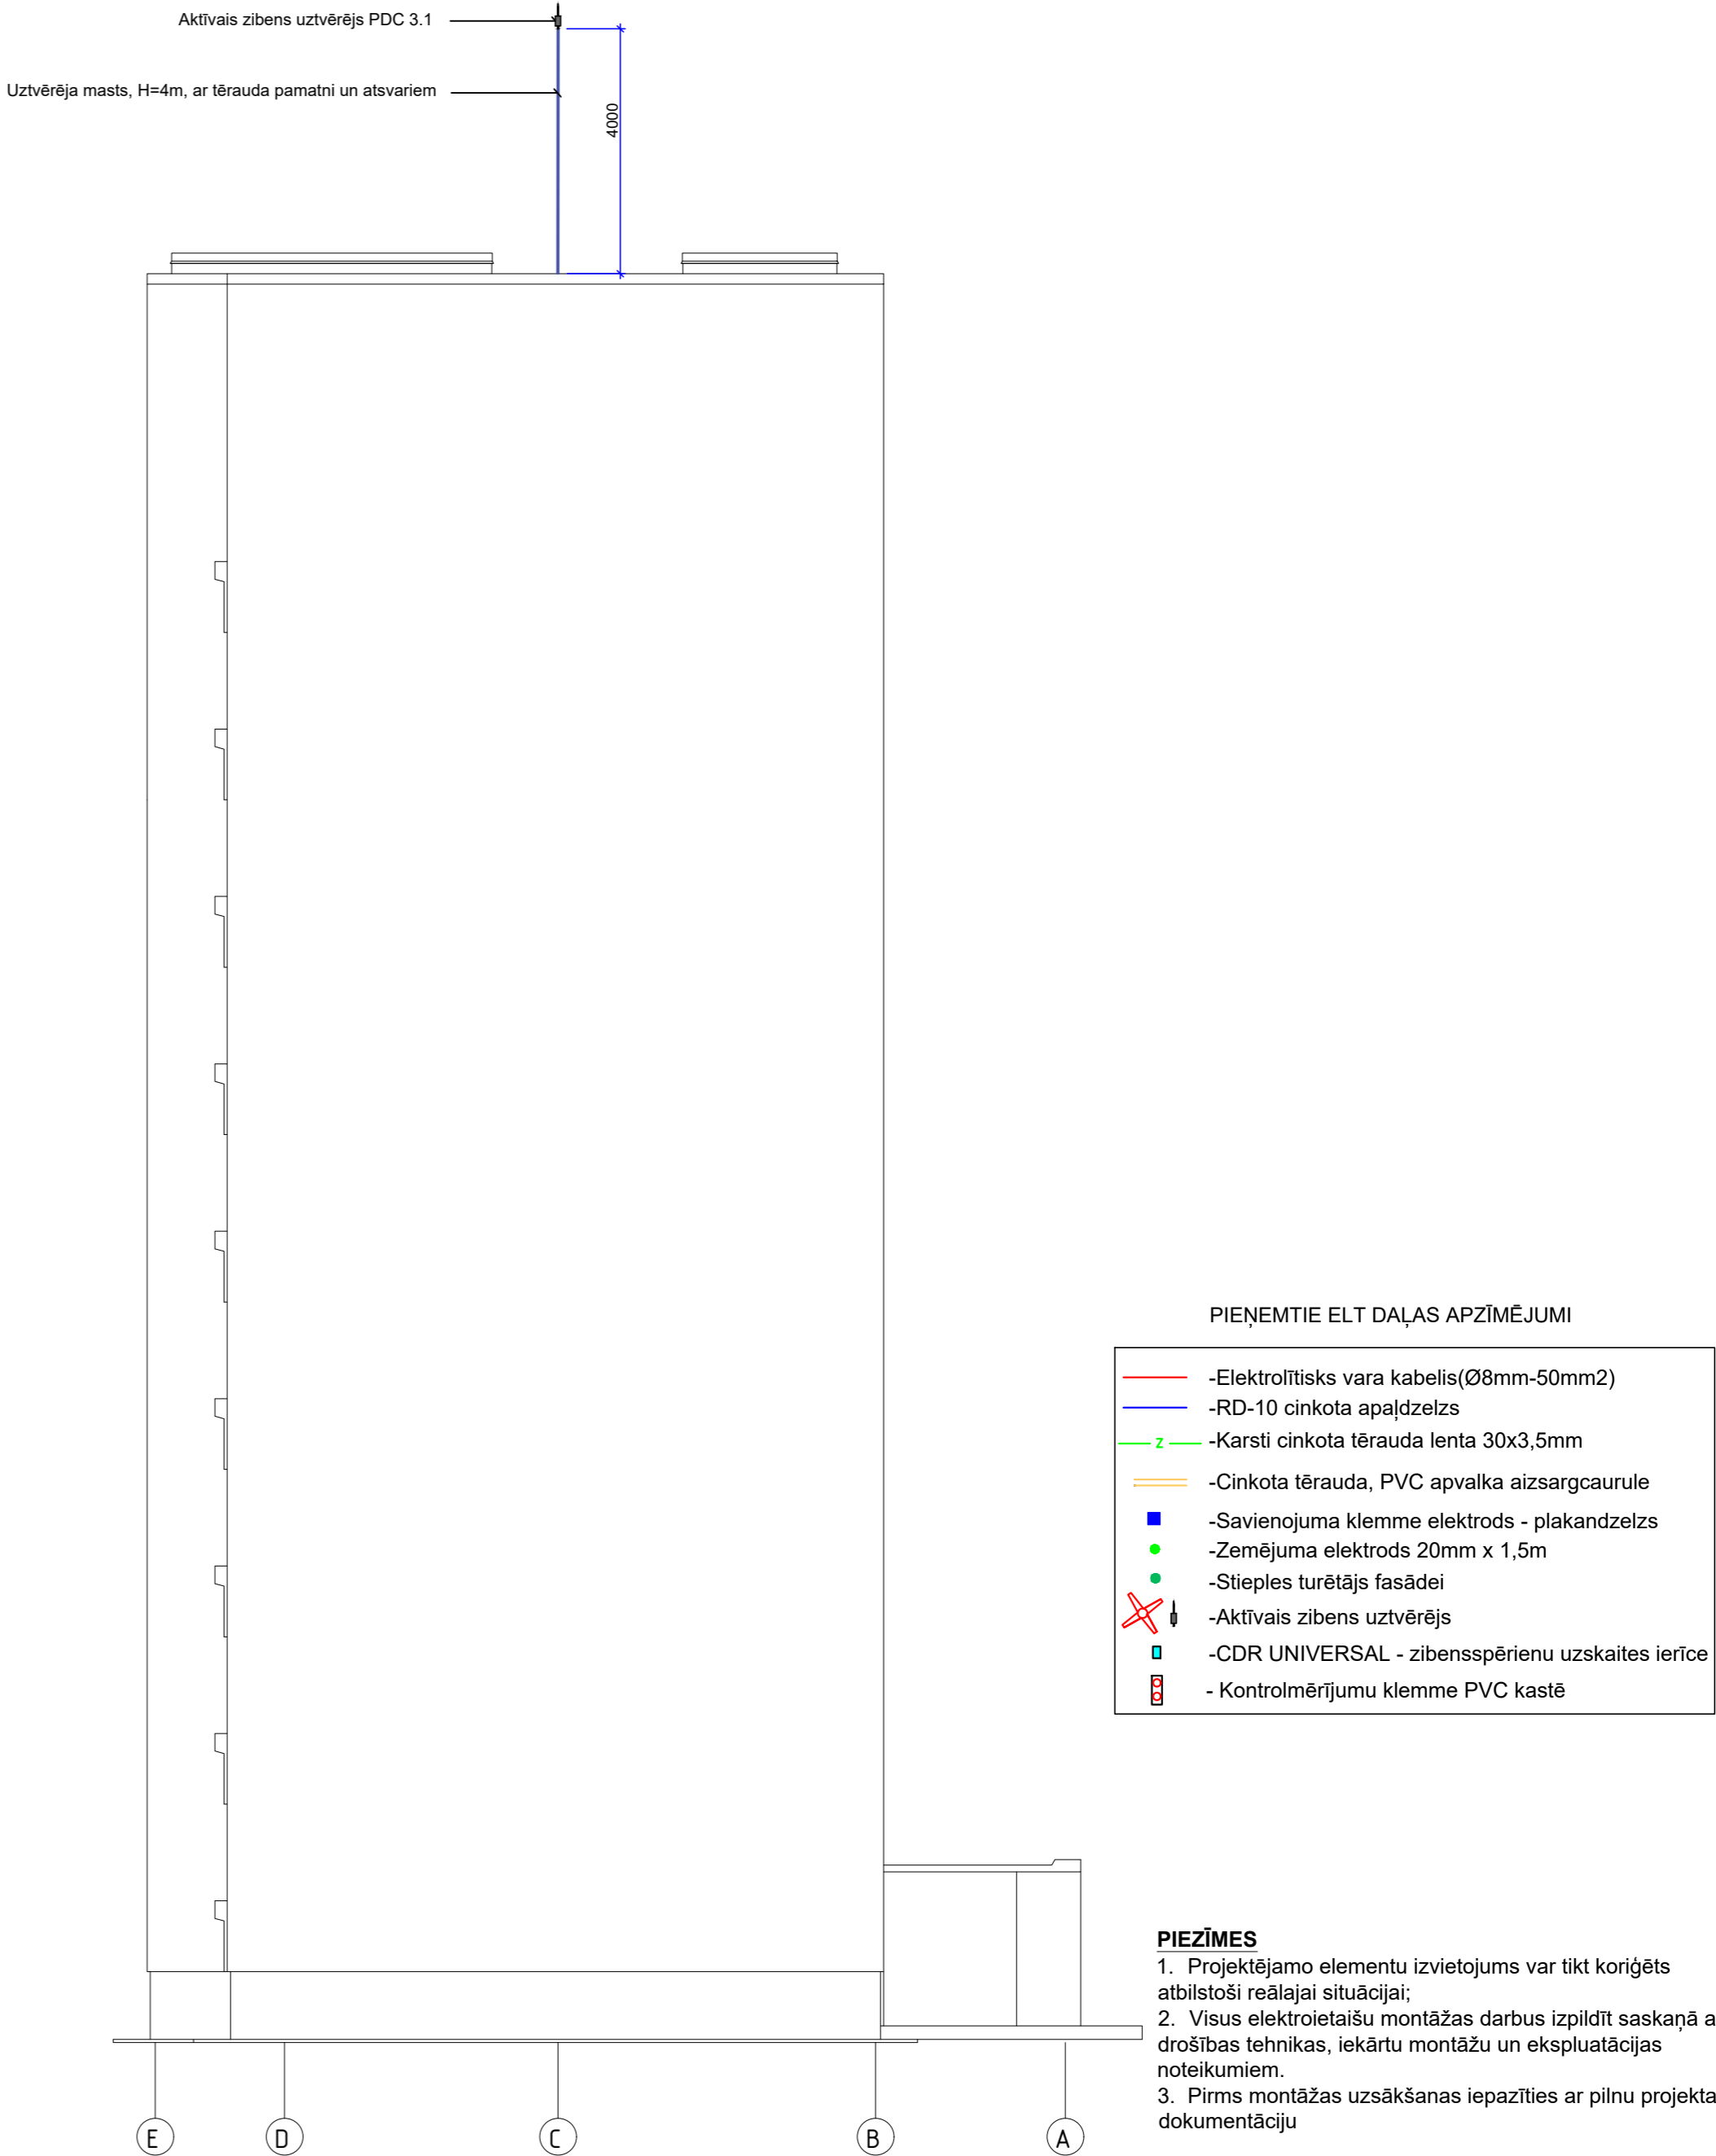 Aktīvais zibens uztvērējs PDC 3.1
Uztvērēja masts, H=4m, ar tērauda pamatni un atsvariem
4000
PIEŅEMTIE ELT DAĻAS APZĪMĒJUMI
-Elektrolītisks vara kabelis(Ø8mm-50mm2)
-RD-10 cinkota apaļdzelzs
z -Karsti cinkota tērauda lenta 30x3,5mm
-Cinkota tērauda, PVC apvalka aizsargcaurule
-Savienojuma klemme elektrods - plakandzelzs
-Zemējuma elektrods 20mm x 1,5m
-Stieples turētājs fasādei
-Aktīvais zibens uztvērējs
-CDR UNIVERSAL - zibensspērienu uzskaites ierīce
- Kontrolmērījumu klemme PVC kastē
PIEZĪMES
1. Projektējamo elementu izvietojums var tikt koriģēts
atbilstoši reālajai situācijai;
2. Visus elektroietaišu montāžas darbus izpildīt saskaņā a
drošības tehnikas, iekārtu montāžu un ekspluatācijas
noteikumiem.
3. Pirms montāžas uzsākšanas iepazīties ar pilnu projekta
dokumentāciju
E D C B A